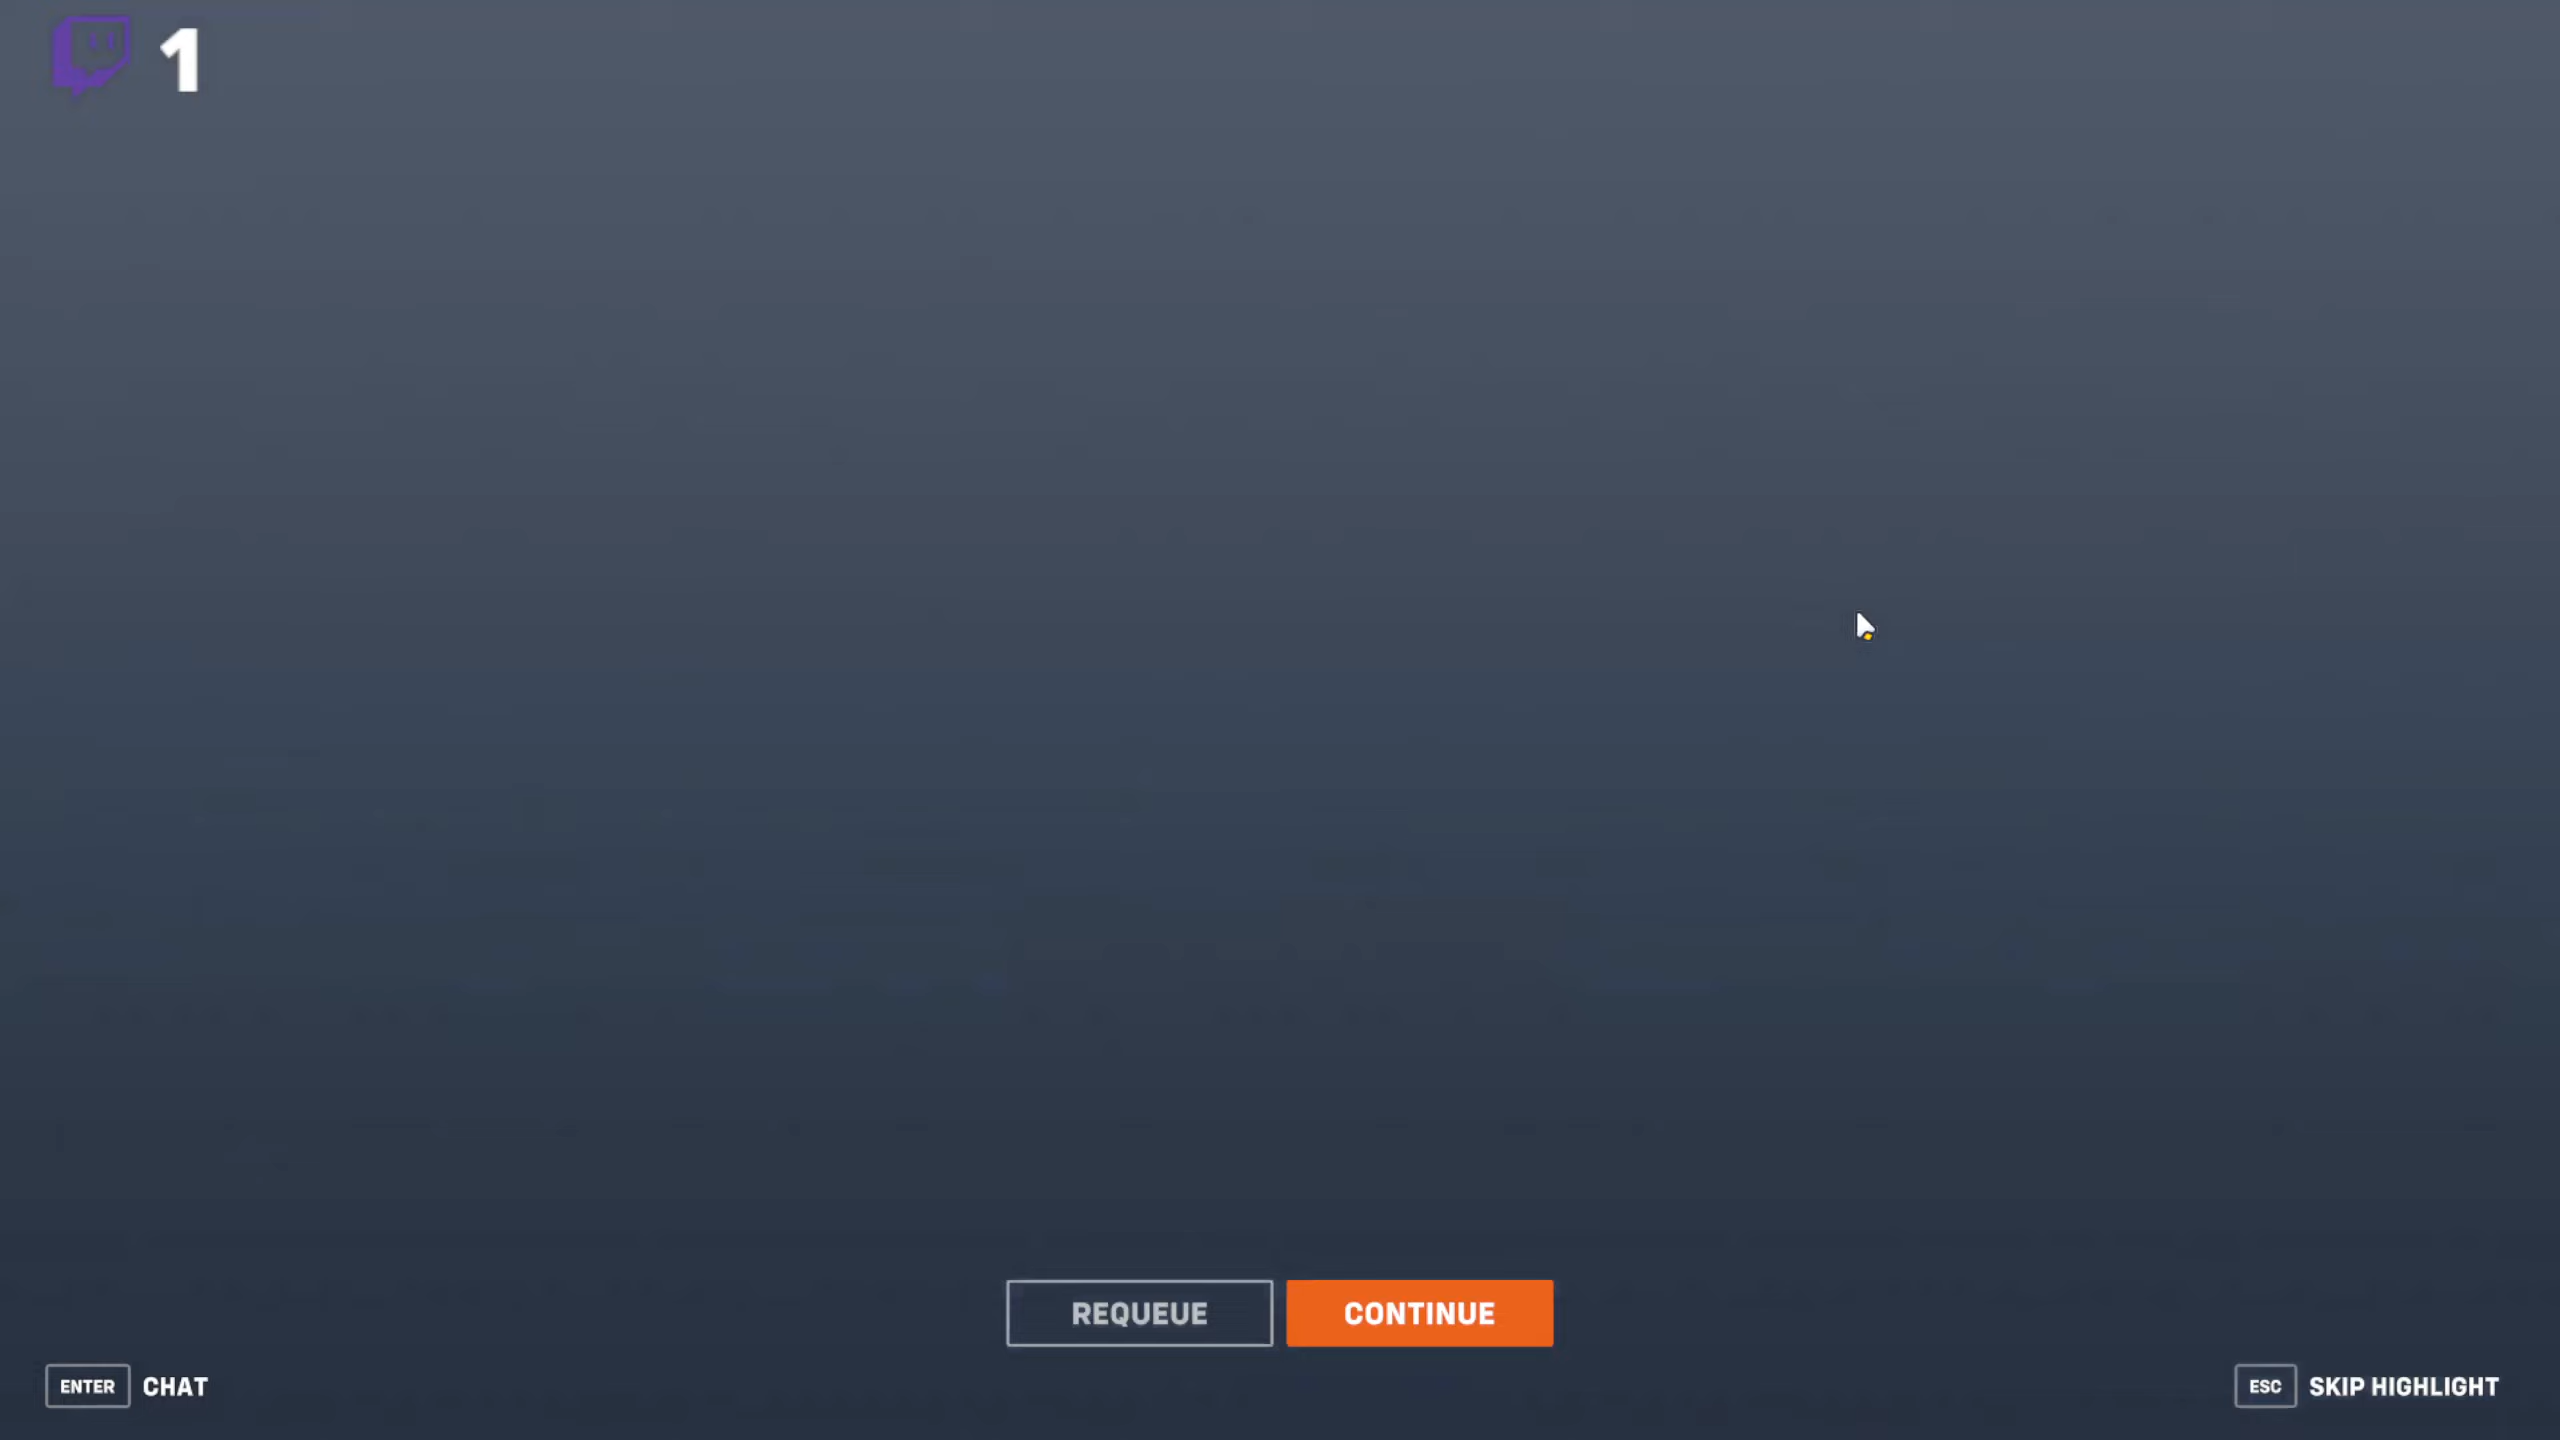 1
REQUEUE
CONTINUE
ENTER CHAT
ESC SKIP HIGHLIGHT